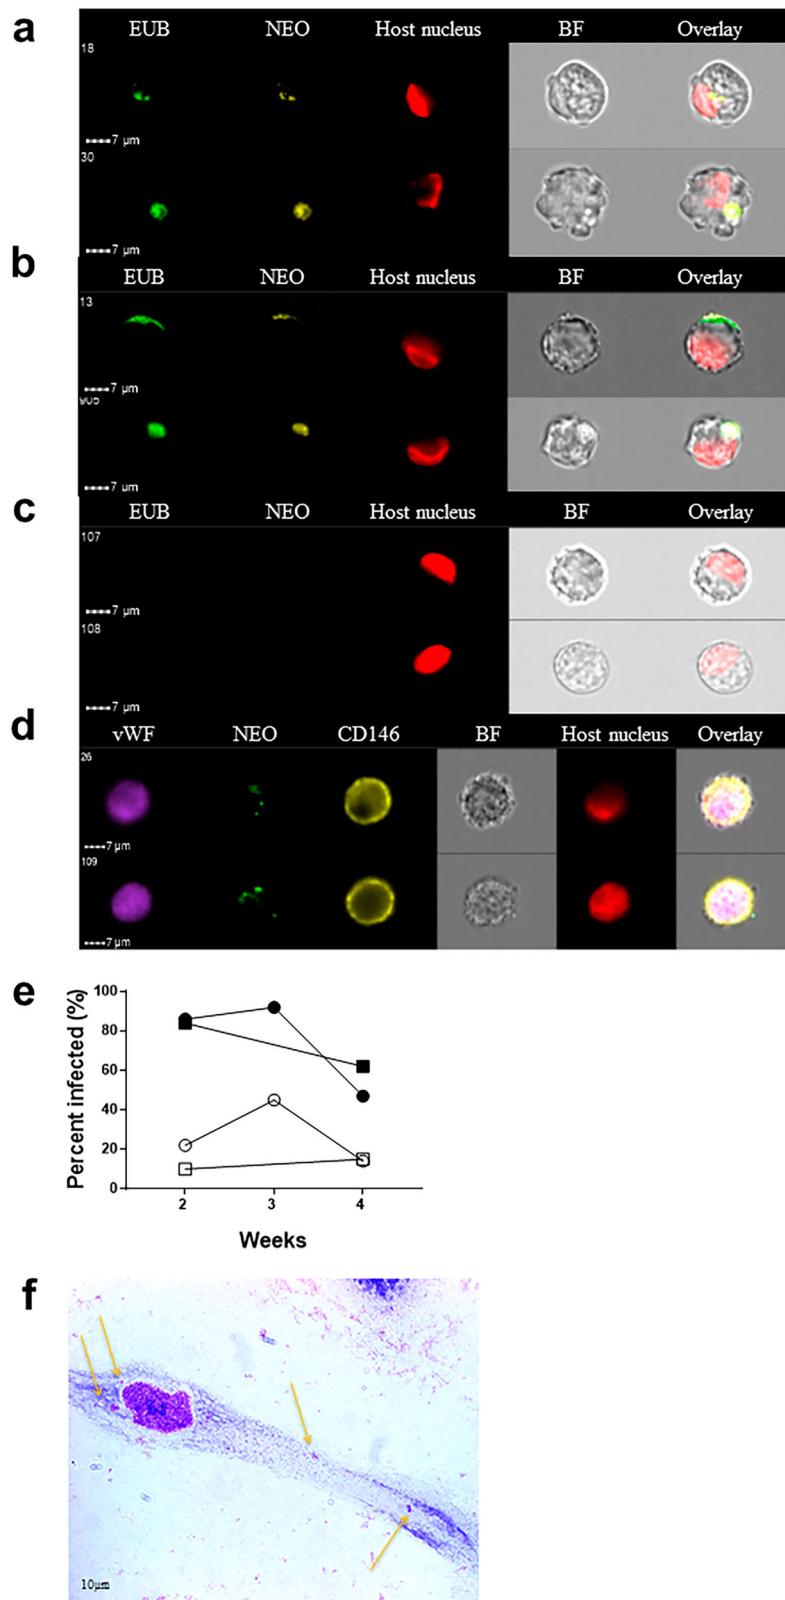 a
EUB NEO Host nucleus BF Overlay
18
7 µm
30
7 µm
b
EUB NEO Host nucleus BF Overlay
13
7 µm
905
7 µm
c
EUB NEO Host nucleus BF Overlay
107
7 µm
108
7 µm
d
vWF NEO CD146 BF Host nucleus Overlay
26
7 µm
109
7 µm
e
Percent infected (%)
100
80
60
40
20
0
2 3 4
Weeks
f
10µm